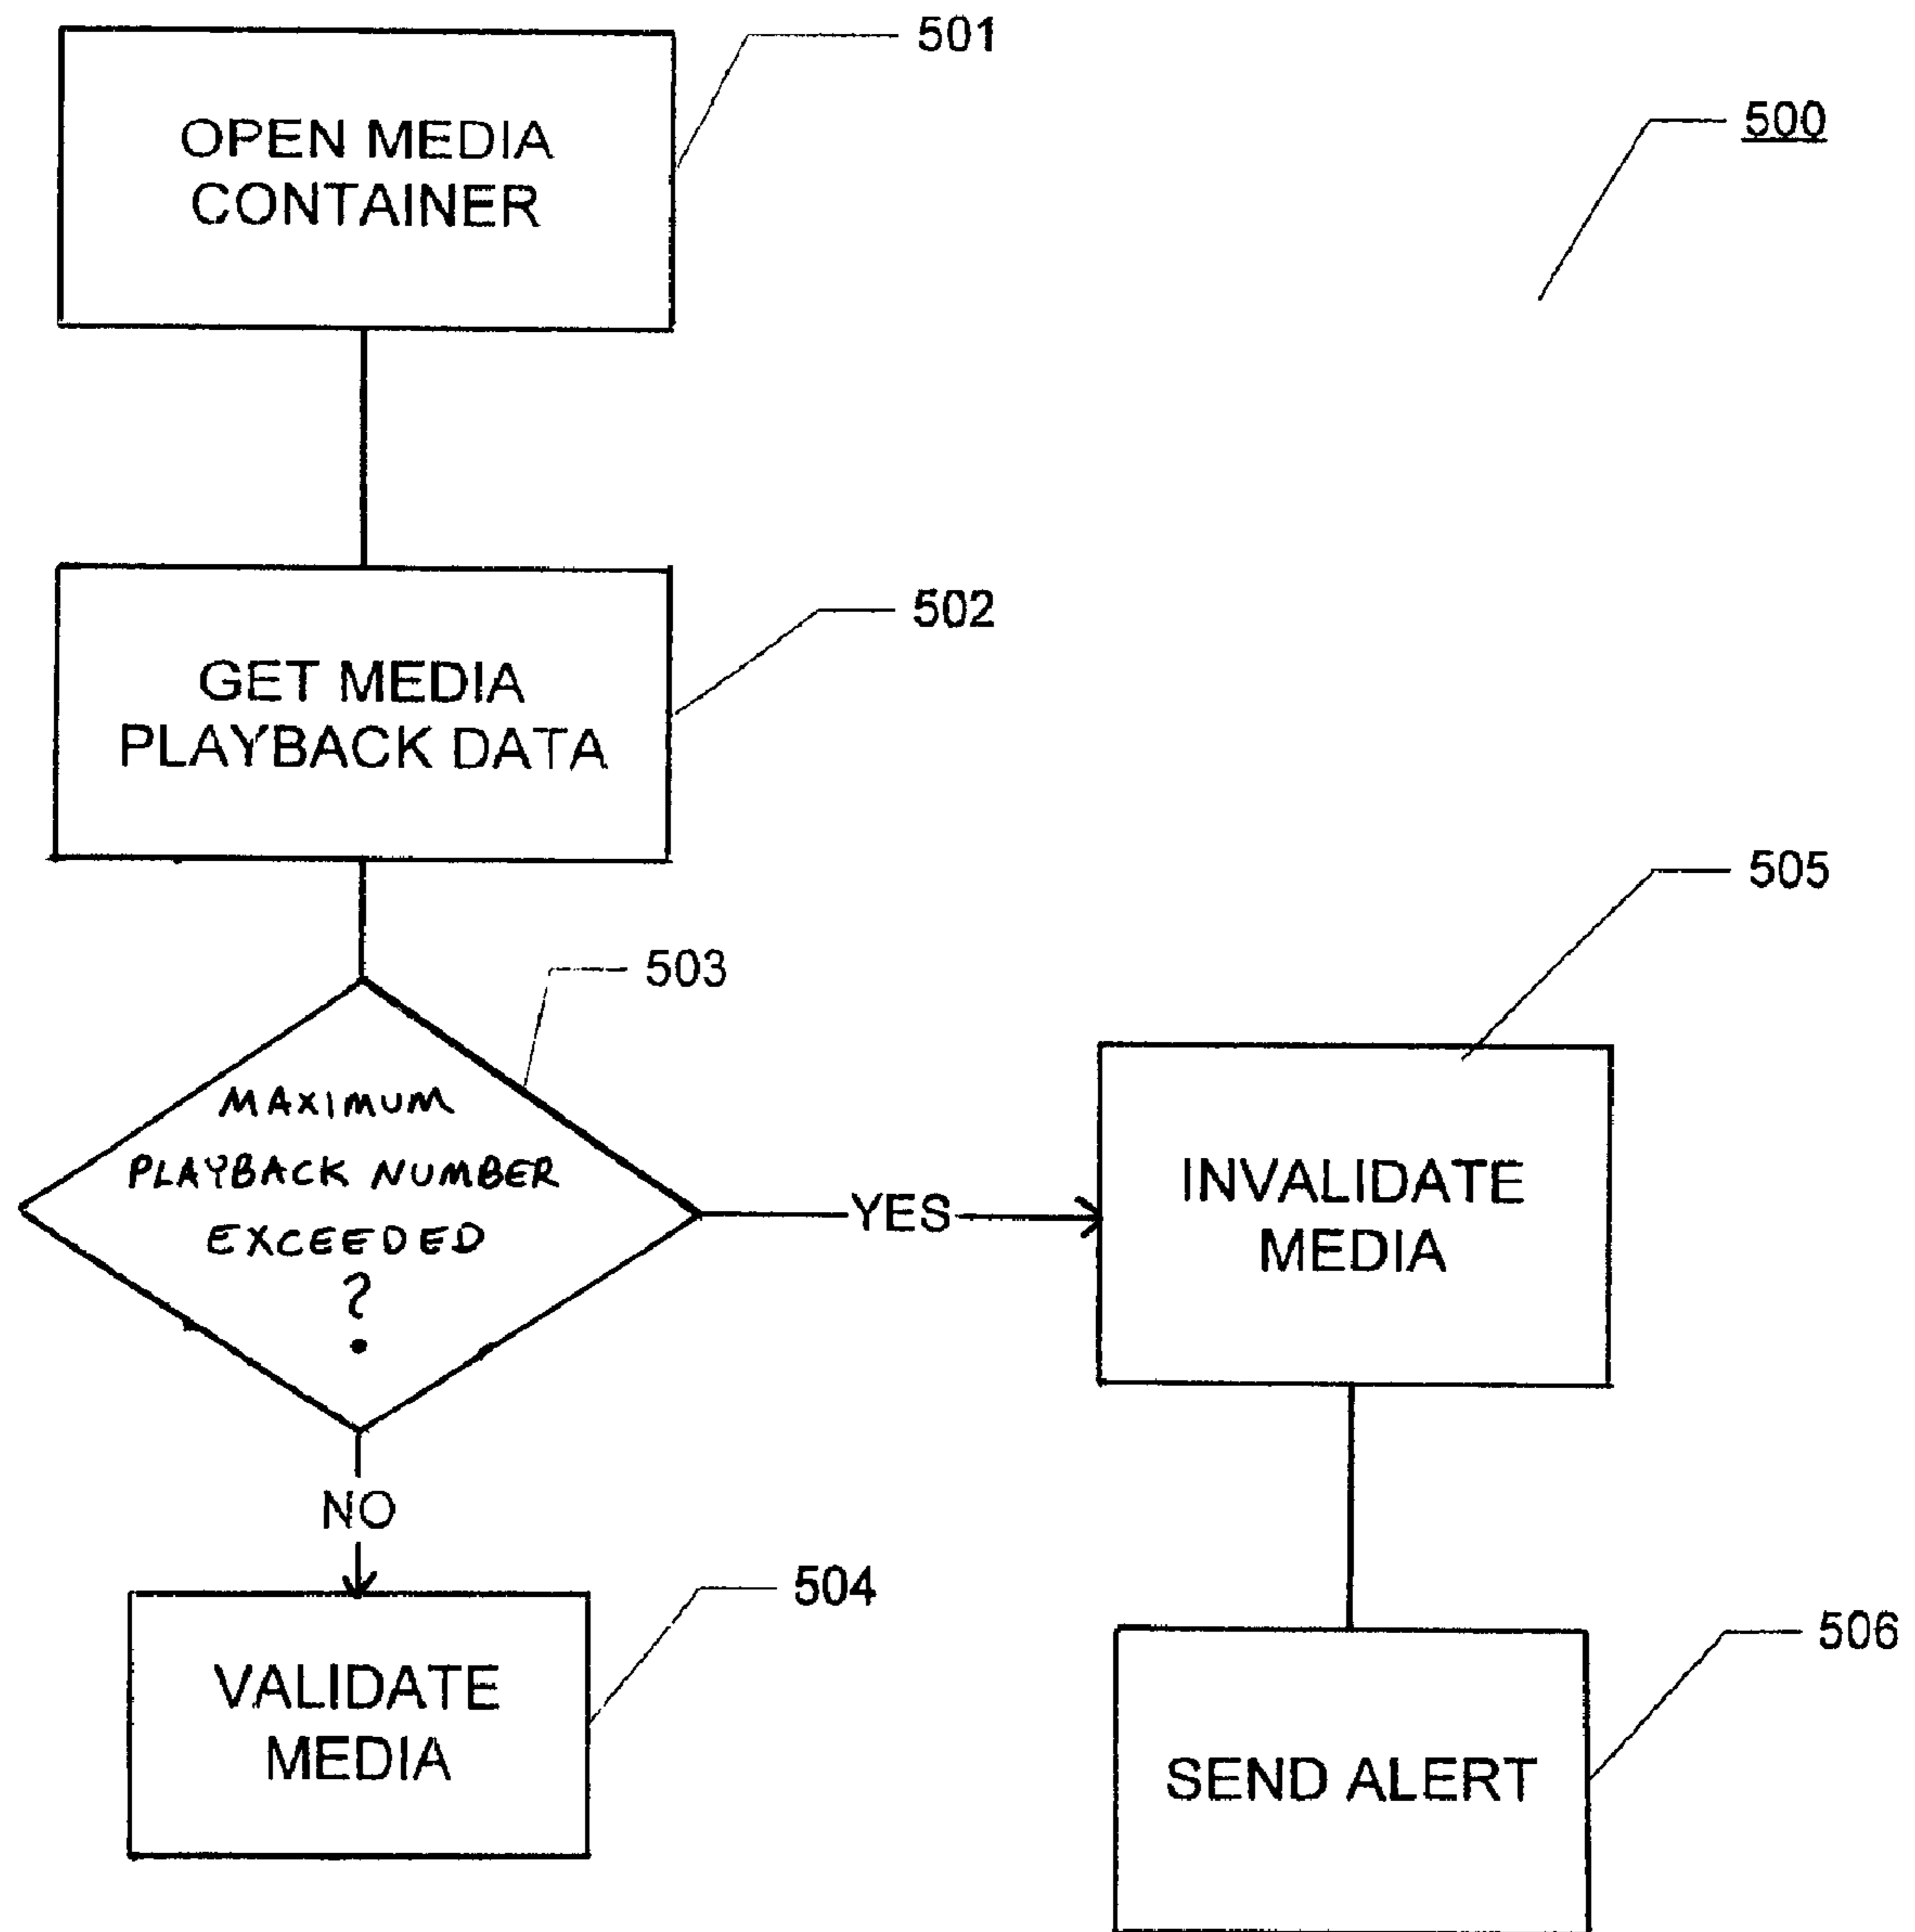 501
500
OPEN MEDIA
CONTAINER
502
GET MEDIA
PLAYBACK DATA
503
MAXIMUM
PLAYBACK NUMBER
EXCEEDED
?
YES
505
INVALIDATE
MEDIA
NO
504
VALIDATE
MEDIA
506
SEND ALERT